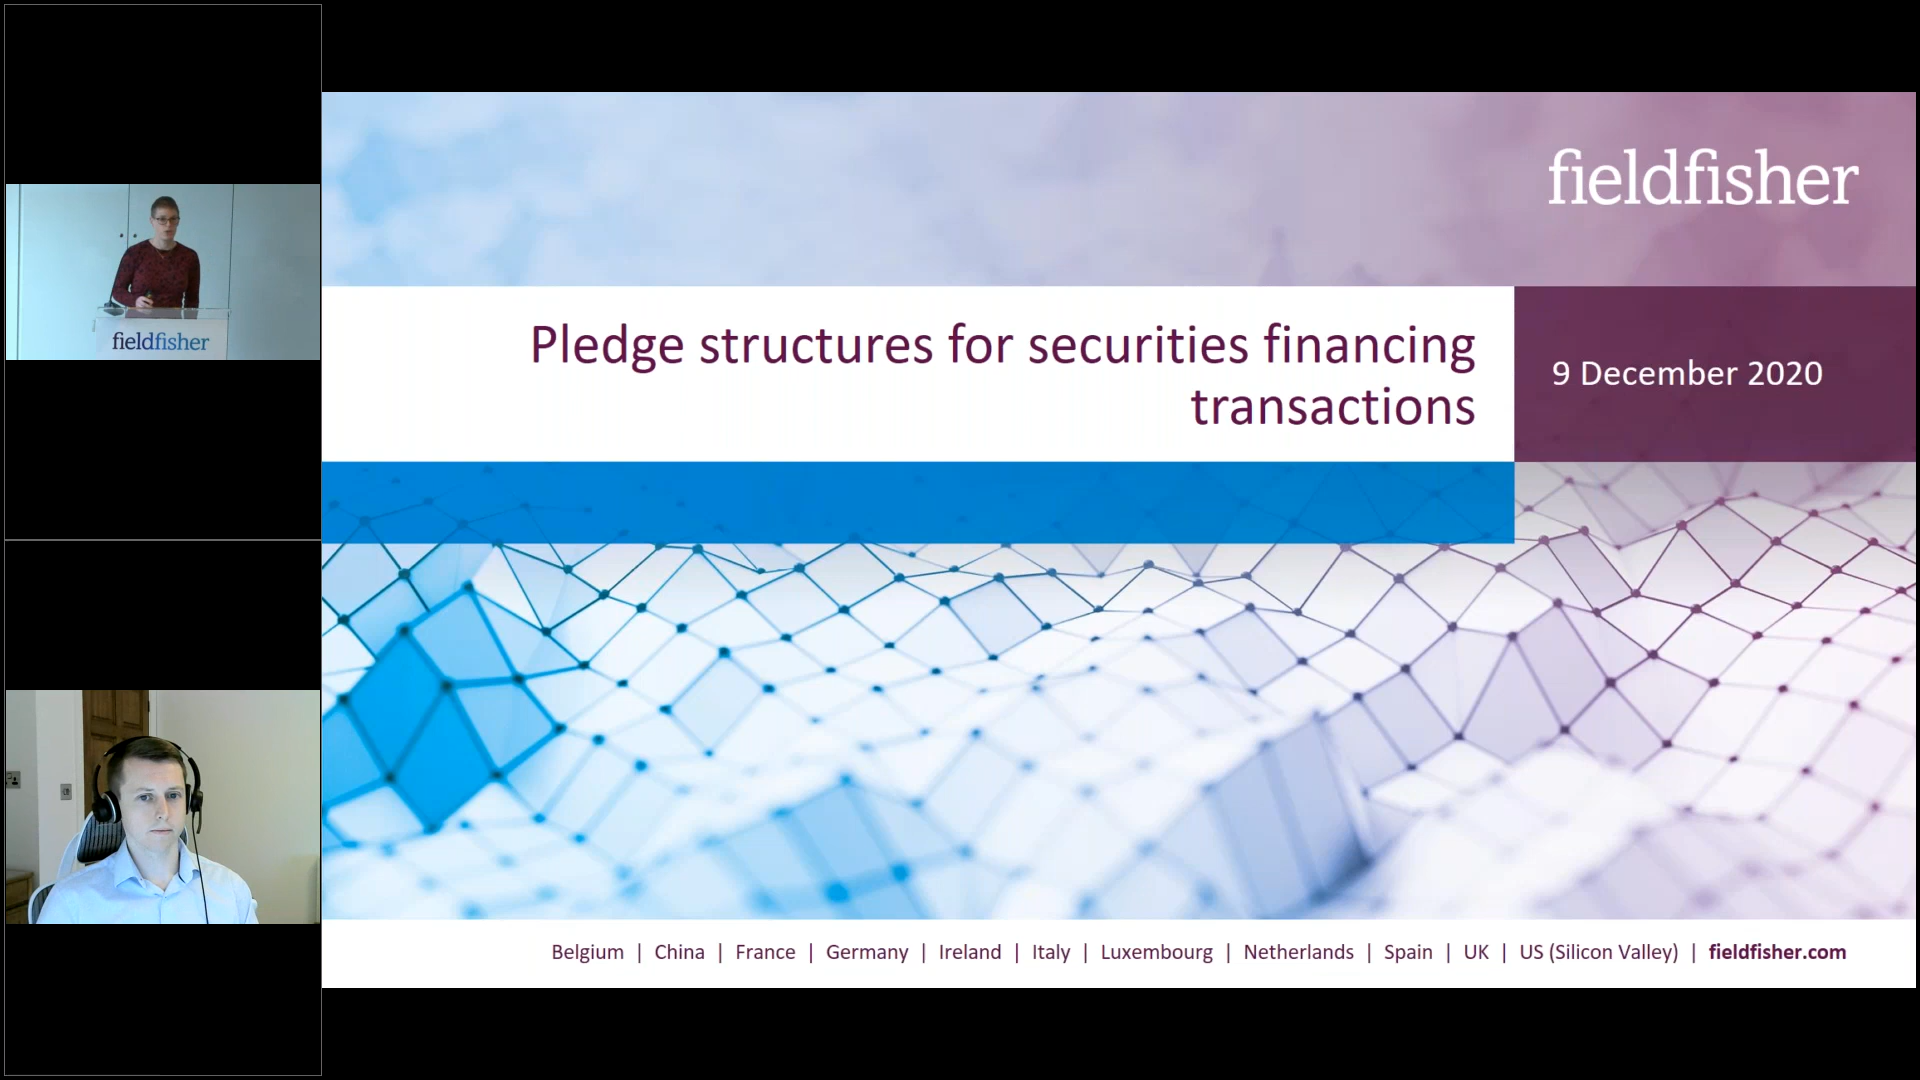 fieldfisher
fieldfisher
Pledge structures for securities financing
transactions
9 December 2020
Belgium | China | France | Germany | Ireland | Italy | Luxembourg | Netherlands | Spain | UK | US (Silicon Valley) | fieldfisher.com